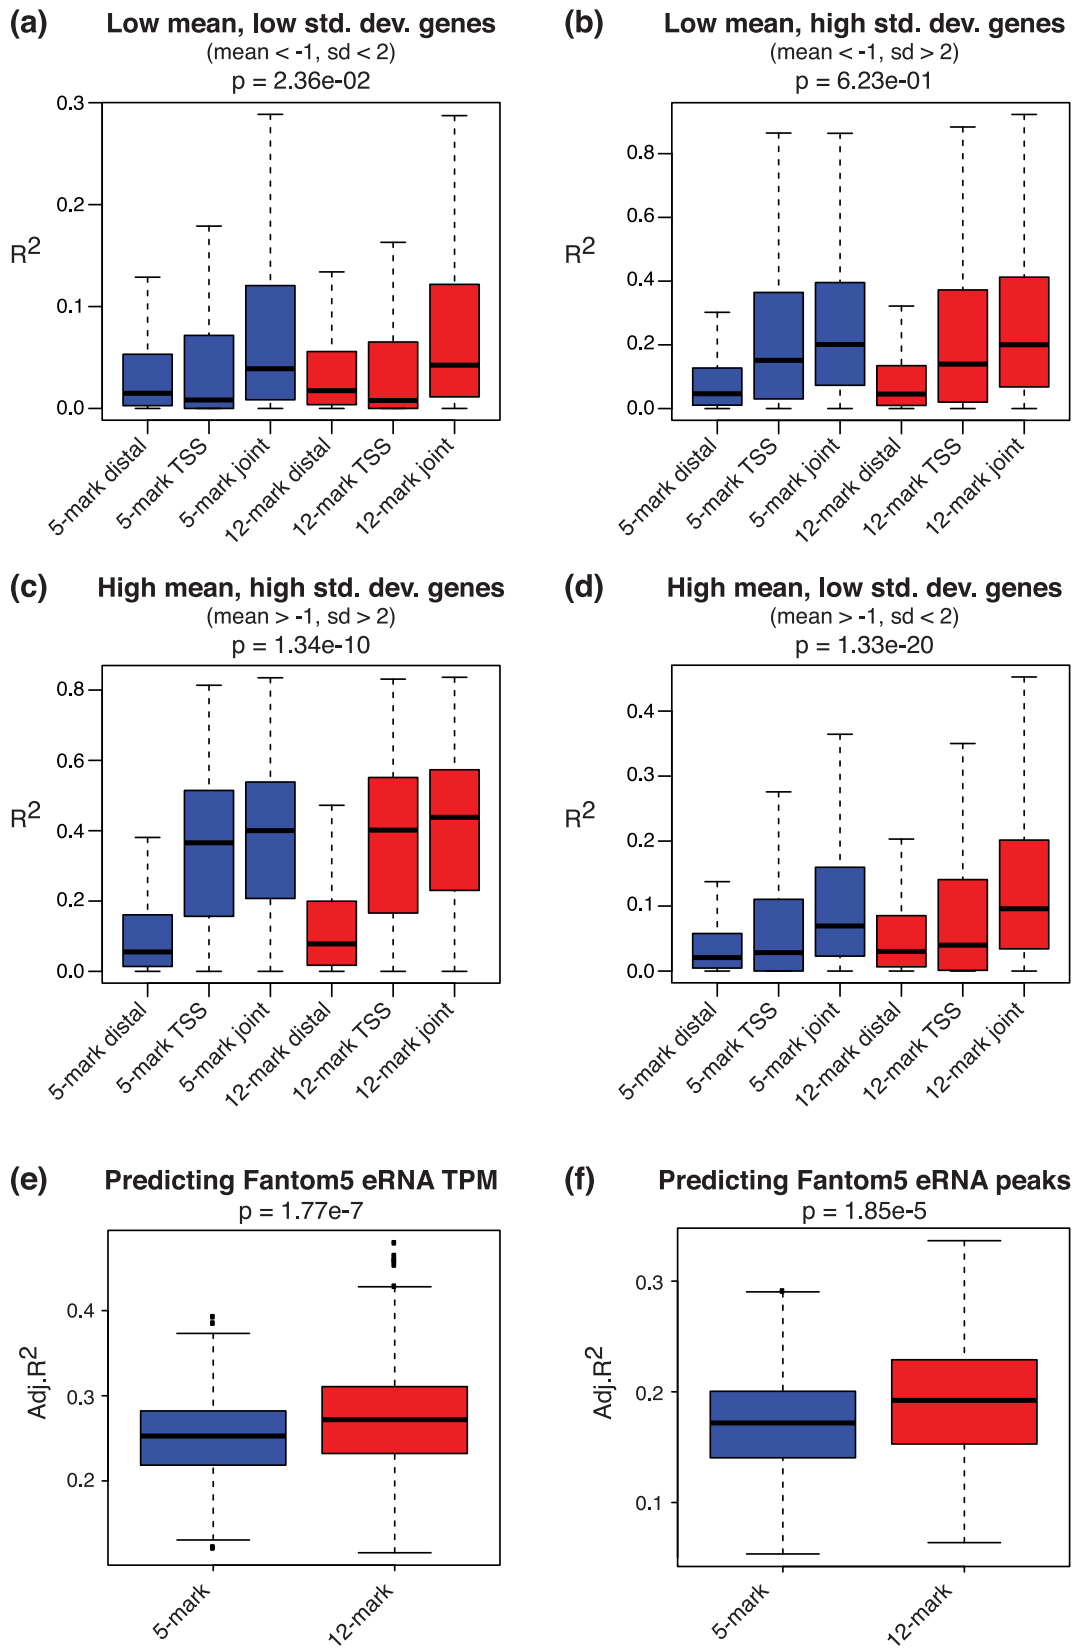 (a) Low mean, low std. dev. genes
(mean < -1, sd < 2)
p = 2.36e-02
R2
0.3
0.2
0.1
0.0
5-mark distal
5-mark TSS
5-mark joint
12-mark distal
12-mark TSS
12-mark joint
(b) Low mean, high std. dev. genes
(mean < -1, sd > 2)
p = 6.23e-01
R2
0.8
0.6
0.4
0.2
0.0
5-mark distal
5-mark TSS
5-mark joint
12-mark distal
12-mark TSS
12-mark joint
(c) High mean, high std. dev. genes
(mean > -1, sd > 2)
p = 1.34e-10
R2
0.8
0.6
0.4
0.2
0.0
5-mark distal
5-mark TSS
5-mark joint
12-mark distal
12-mark TSS
12-mark joint
(d) High mean, low std. dev. genes
(mean > -1, sd < 2)
p = 1.33e-20
R2
0.4
0.3
0.2
0.1
0.0
5-mark distal
5-mark TSS
5-mark joint
12-mark distal
12-mark TSS
12-mark joint
(e) Predicting Fantom5 eRNA TPM
p = 1.77e-7
Adj.R2
0.4
0.3
0.2
5-mark
12-mark
(f) Predicting Fantom5 eRNA peaks
p = 1.85e-5
Adj.R2
0.3
0.2
0.1
5-mark
12-mark